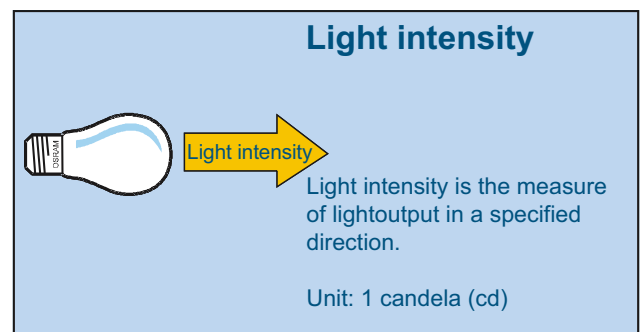 Light intensity
OSRAM
Light intensity
Light intensity is the measure
of lightoutput in a specified
direction.
Unit: 1 candela (cd)